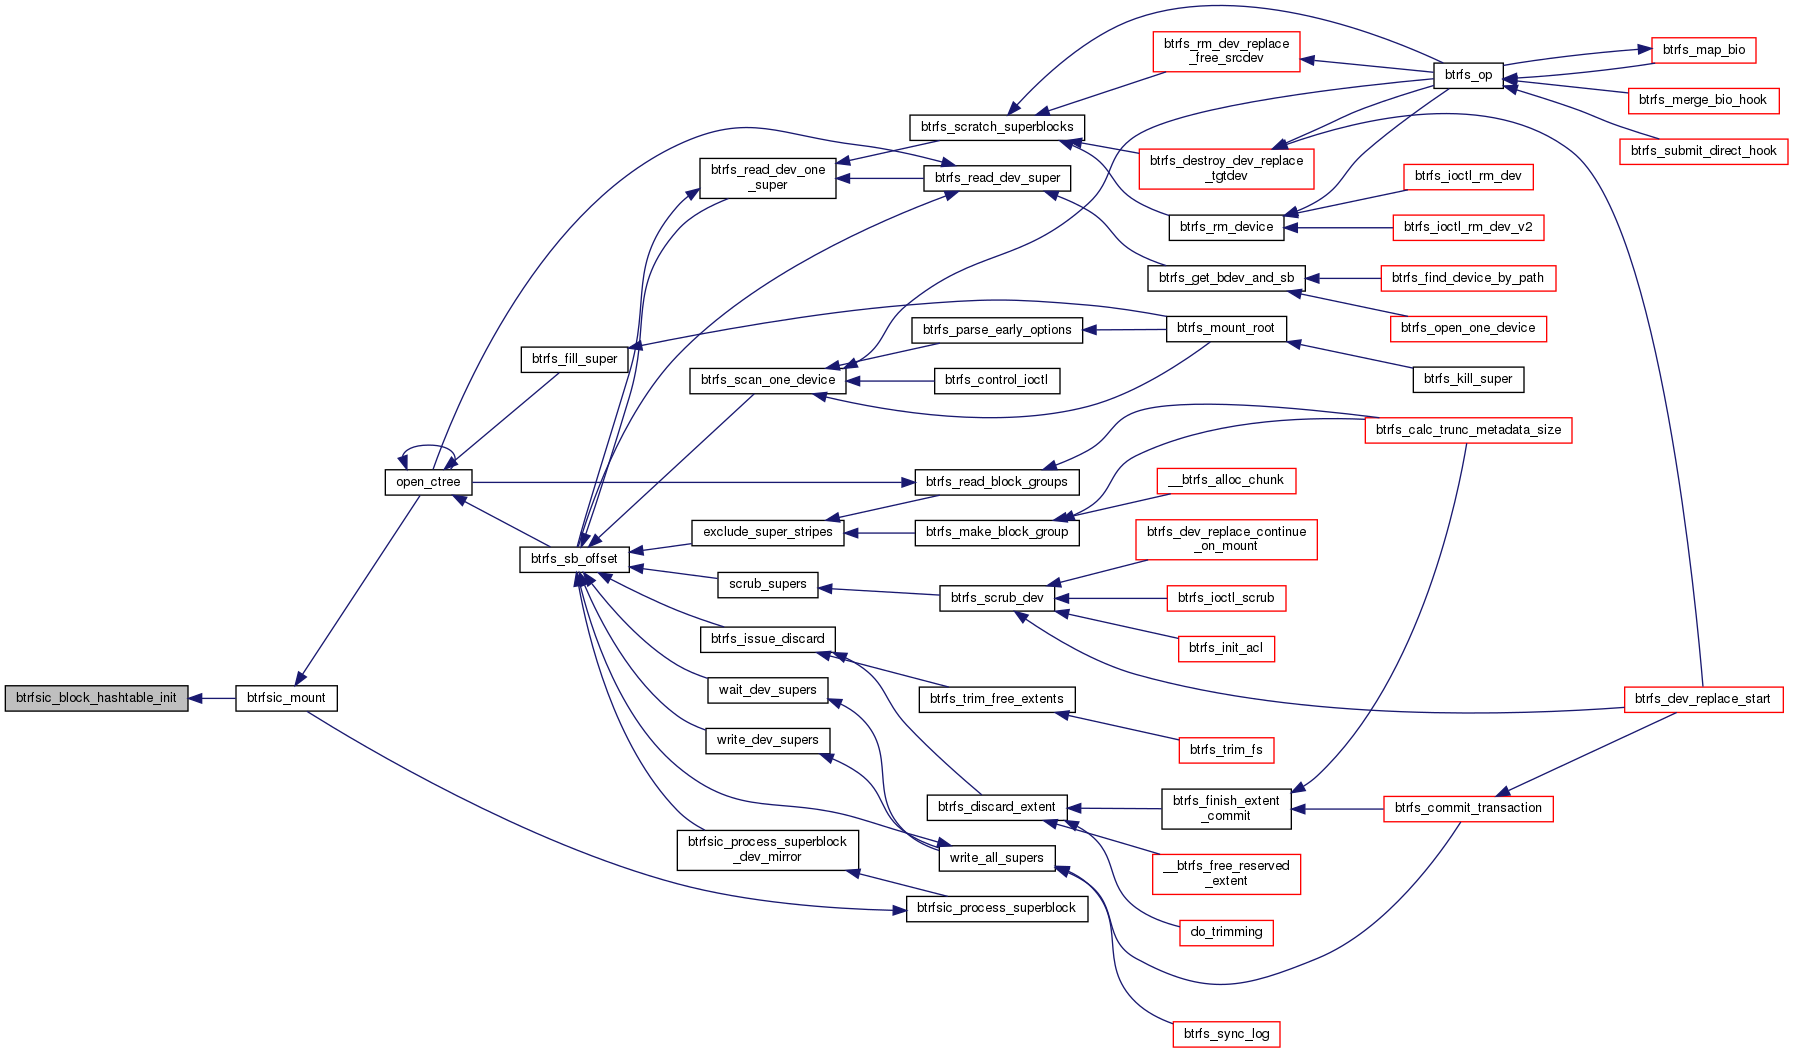 btrfsic_block_hashtable_init
btrfsic_mount
open_ctree
btrfs_fill_super
btrfs_sb_offset
btrfs_read_dev_one
_super
btrfs_scan_one_device
exclude_super_stripes
scrub_supers
btrfs_issue_discard
wait_dev_supers
write_dev_supers
btrfsic_process_superblock
_dev_mirror
btrfs_scratch_superblocks
btrfs_read_dev_super
btrfs_parse_early_options
btrfs_control_ioctl
btrfs_read_block_groups
btrfs_make_block_group
btrfs_scrub_dev
btrfs_trim_free_extents
btrfs_discard_extent
write_all_supers
btrfsic_process_superblock
btrfs_rm_dev_replace
_free_srcdev
btrfs_destroy_dev_replace
_tgtdev
btrfs_rm_device
btrfs_get_bdev_and_sb
btrfs_mount_root
__btrfs_alloc_chunk
btrfs_dev_replace_continue
_on_mount
btrfs_ioctl_scrub
btrfs_init_acl
btrfs_trim_fs
btrfs_finish_extent
_commit
__btrfs_free_reserved
_extent
do_trimming
btrfs_sync_log
btrfs_op
btrfs_ioctl_rm_dev
btrfs_ioctl_rm_dev_v2
btrfs_find_device_by_path
btrfs_open_one_device
btrfs_kill_super
btrfs_calc_trunc_metadata_size
btrfs_commit_transaction
btrfs_map_bio
btrfs_merge_bio_hook
btrfs_submit_direct_hook
btrfs_dev_replace_start